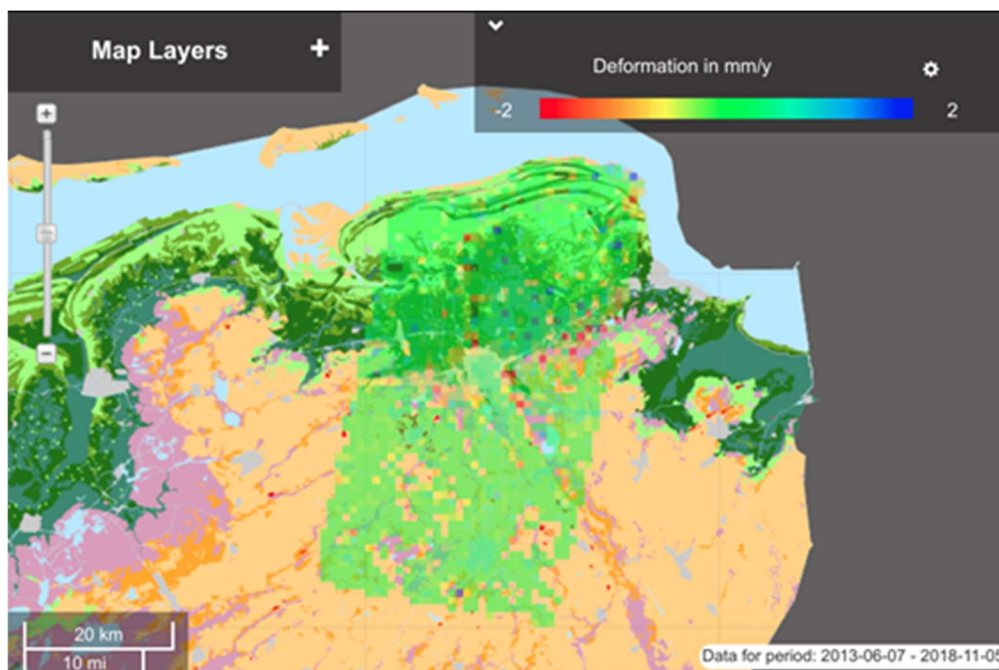 Map Layers +
Deformation in mm/y
-2 2
20 km
10 mi
Data for period: 2013-06-07 - 2018-11-05